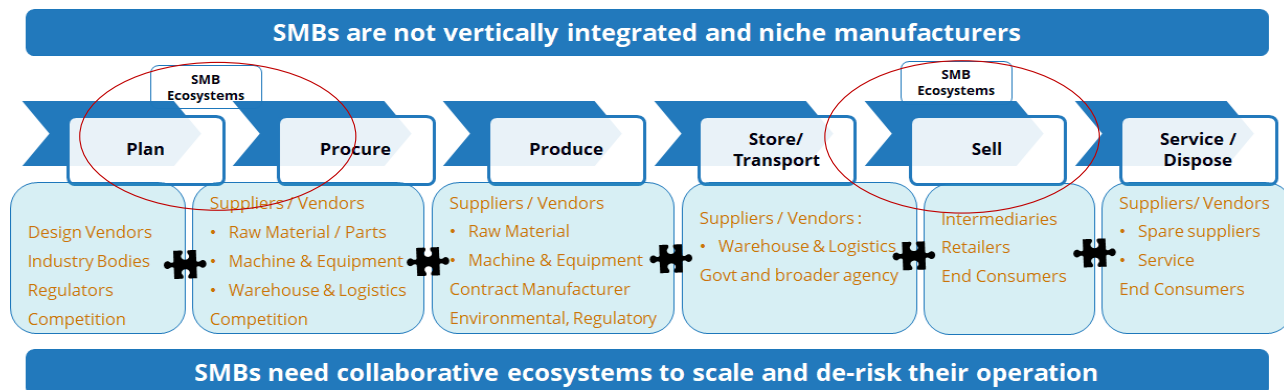 SMBs are not vertically integrated and niche manufacturers
SMB
Ecosystems
SMB
Ecosystems
Plan
Procure
Produce
Store/
Transport
Sell
Service /
Dispose
Design Vendors
Industry Bodies
Regulators
Competition
Suppliers / Vendors
• Raw Material / Parts
• Machine & Equipment
• Warehouse & Logistics
Competition
Suppliers / Vendors
• Raw Material
• Machine & Equipment
Contract Manufacturer
Environmental, Regulatory
Suppliers / Vendors :
• Warehouse & Logistics
Govt and broader agency
Intermediaries
Retailers
End Consumers
Suppliers/ Vendors
• Spare suppliers
• Service
End Consumers
SMBs need collaborative ecosystems to scale and de-risk their operation